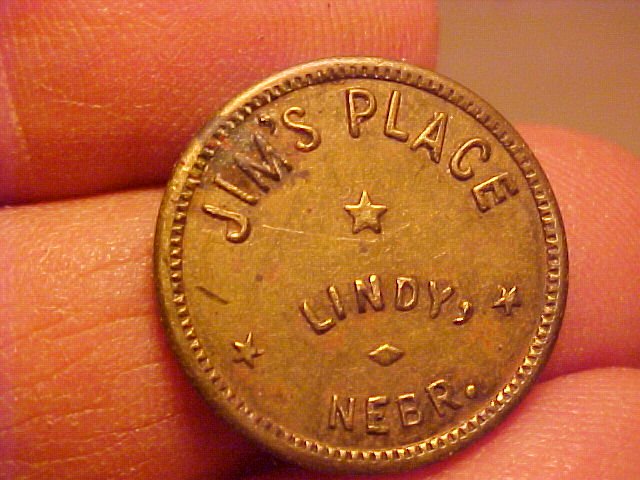 JIM'S PLACE
LINDY,
NEBR.